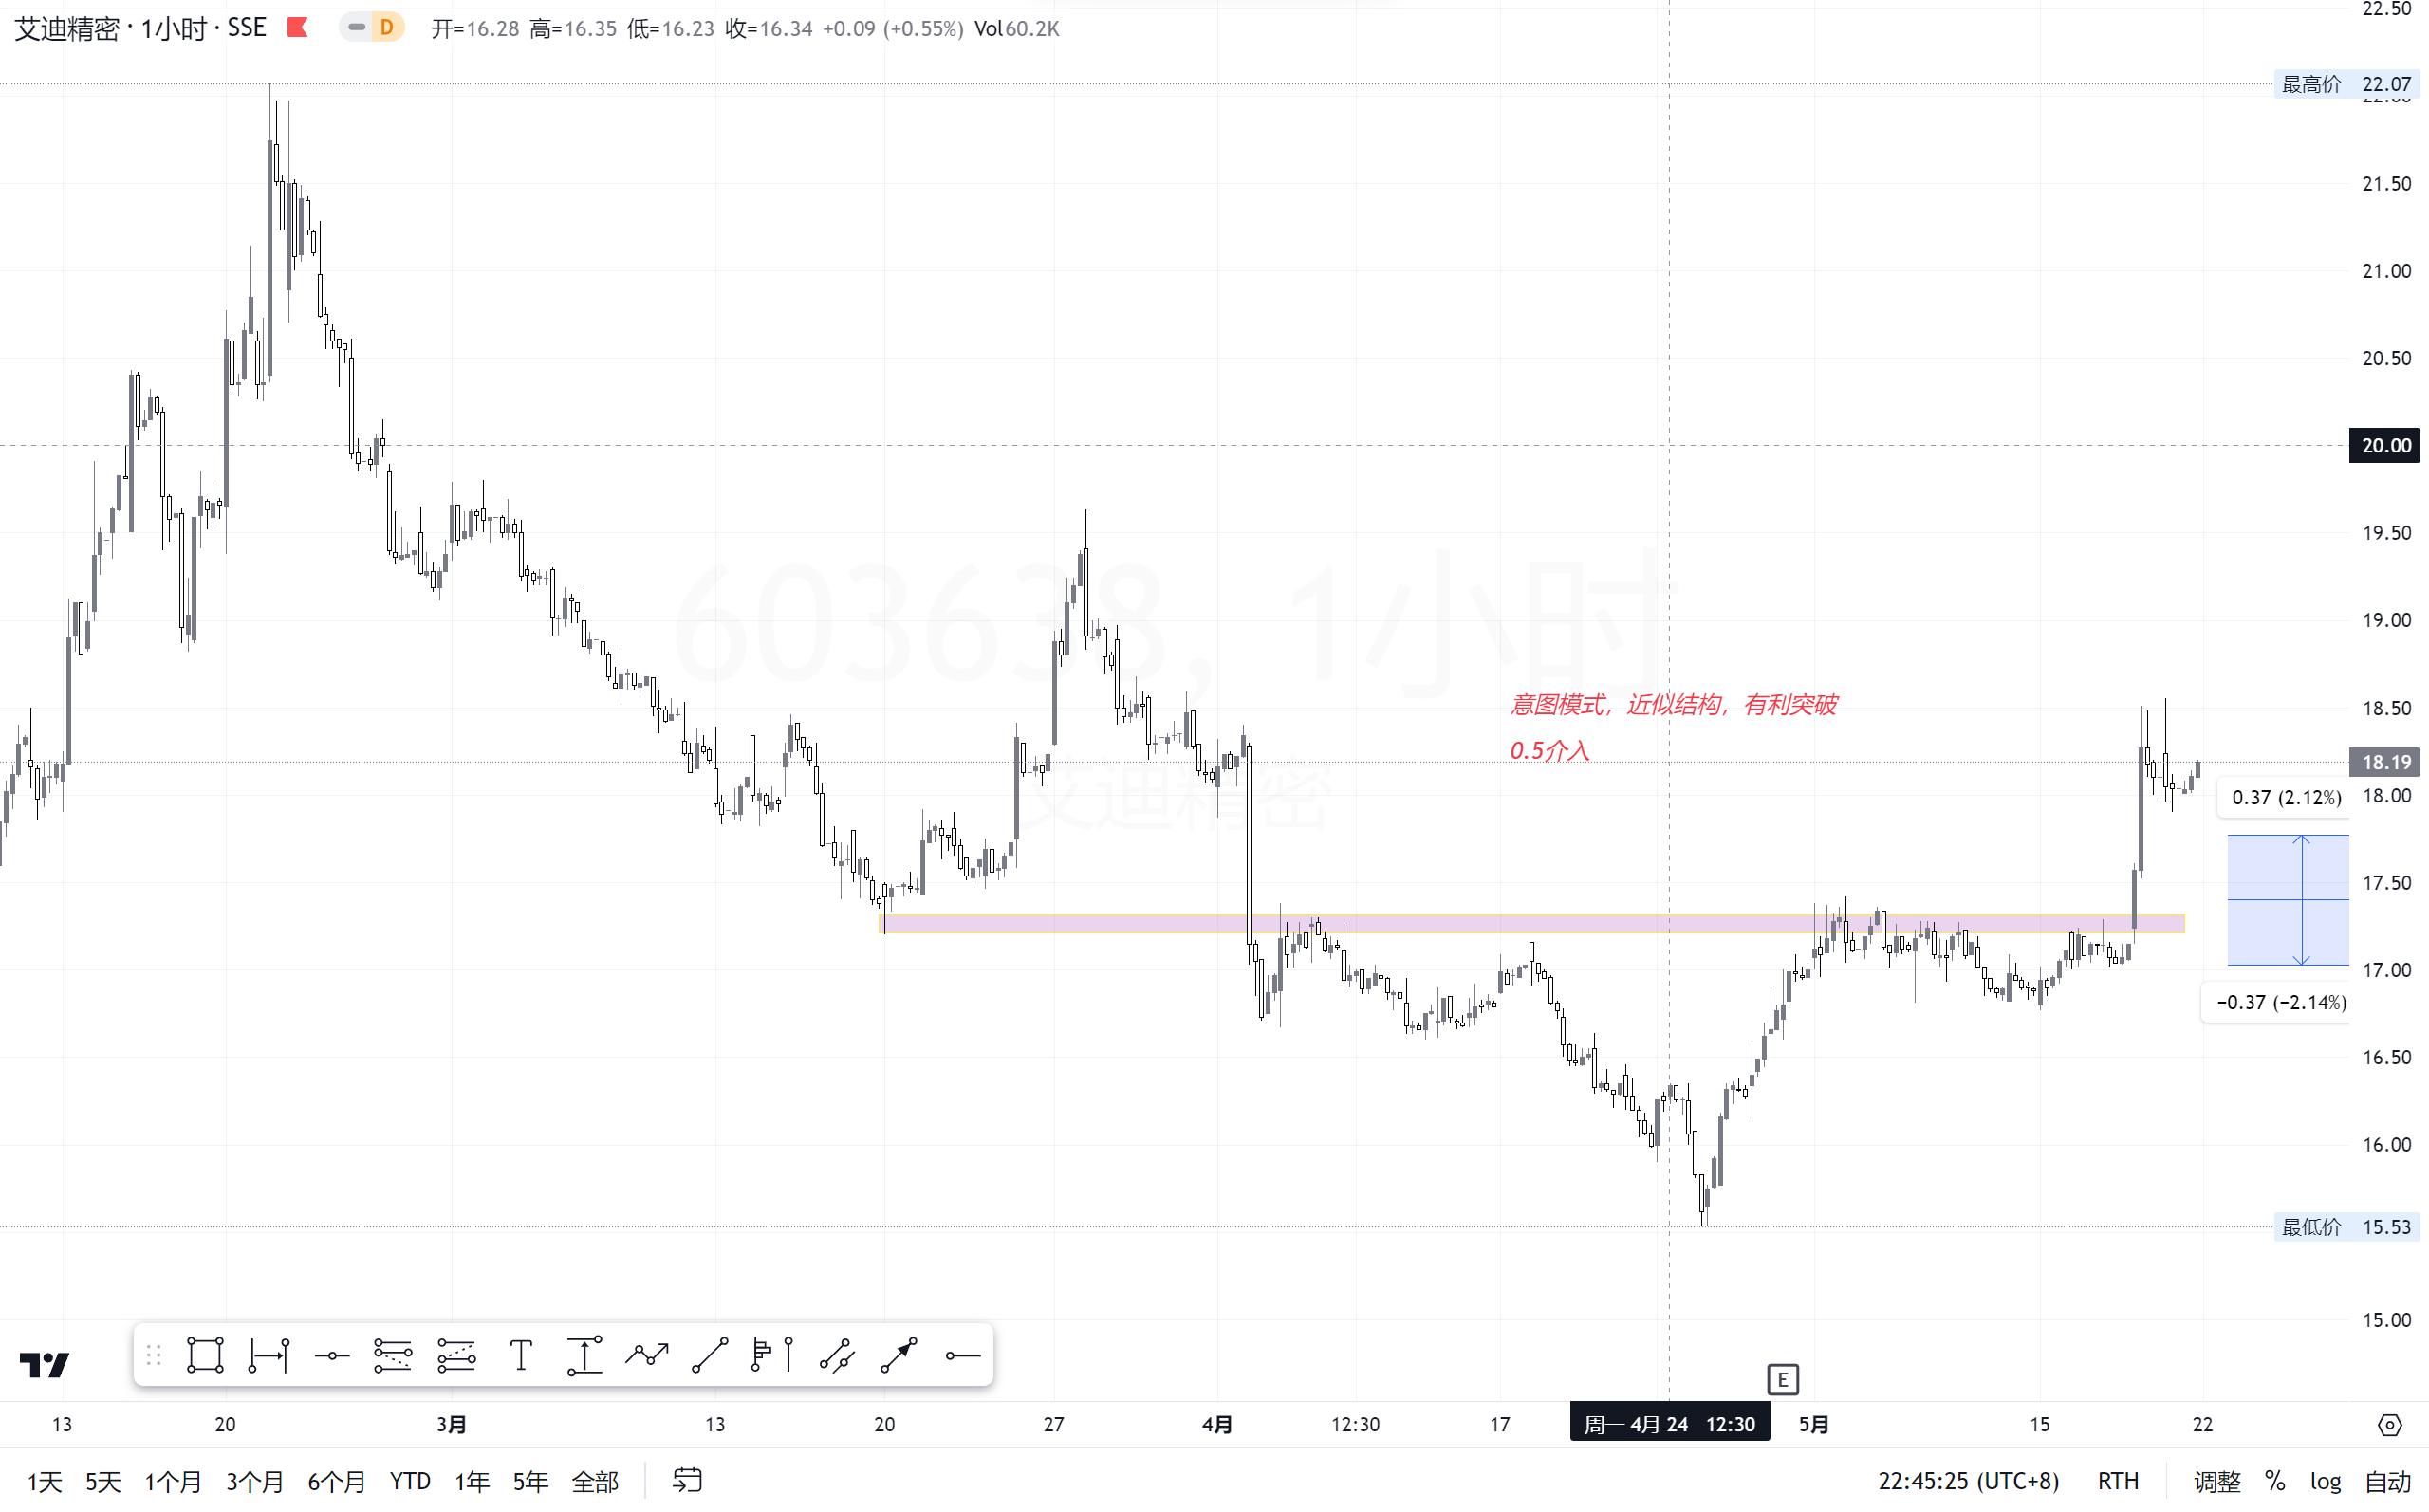 艾迪精密 · 1小时 · SSE D 开=16.28 高=16.35 低=16.23 收=16.34 +0.09 (+0.55%) Vol60.2K
22.50
最高价 22.07
21.50
21.00
20.50
20.00
19.50
19.00
603638, 1小时
艾迪精密
意图模式，近似结构，有利突破
0.5介入
18.50
18.19
0.37 (2.12%)
18.00
17.50
17.00
−0.37 (−2.14%)
16.50
16.00
最低价 15.53
15.00
E
13 20 3月 13 20 27 4月 12:30 17 周一 4月 24 12:30 5月 15 22
1天 5天 1个月 3个月 6个月 YTD 1年 5年 全部 22:45:25 (UTC+8) RTH 调整 % log 自动